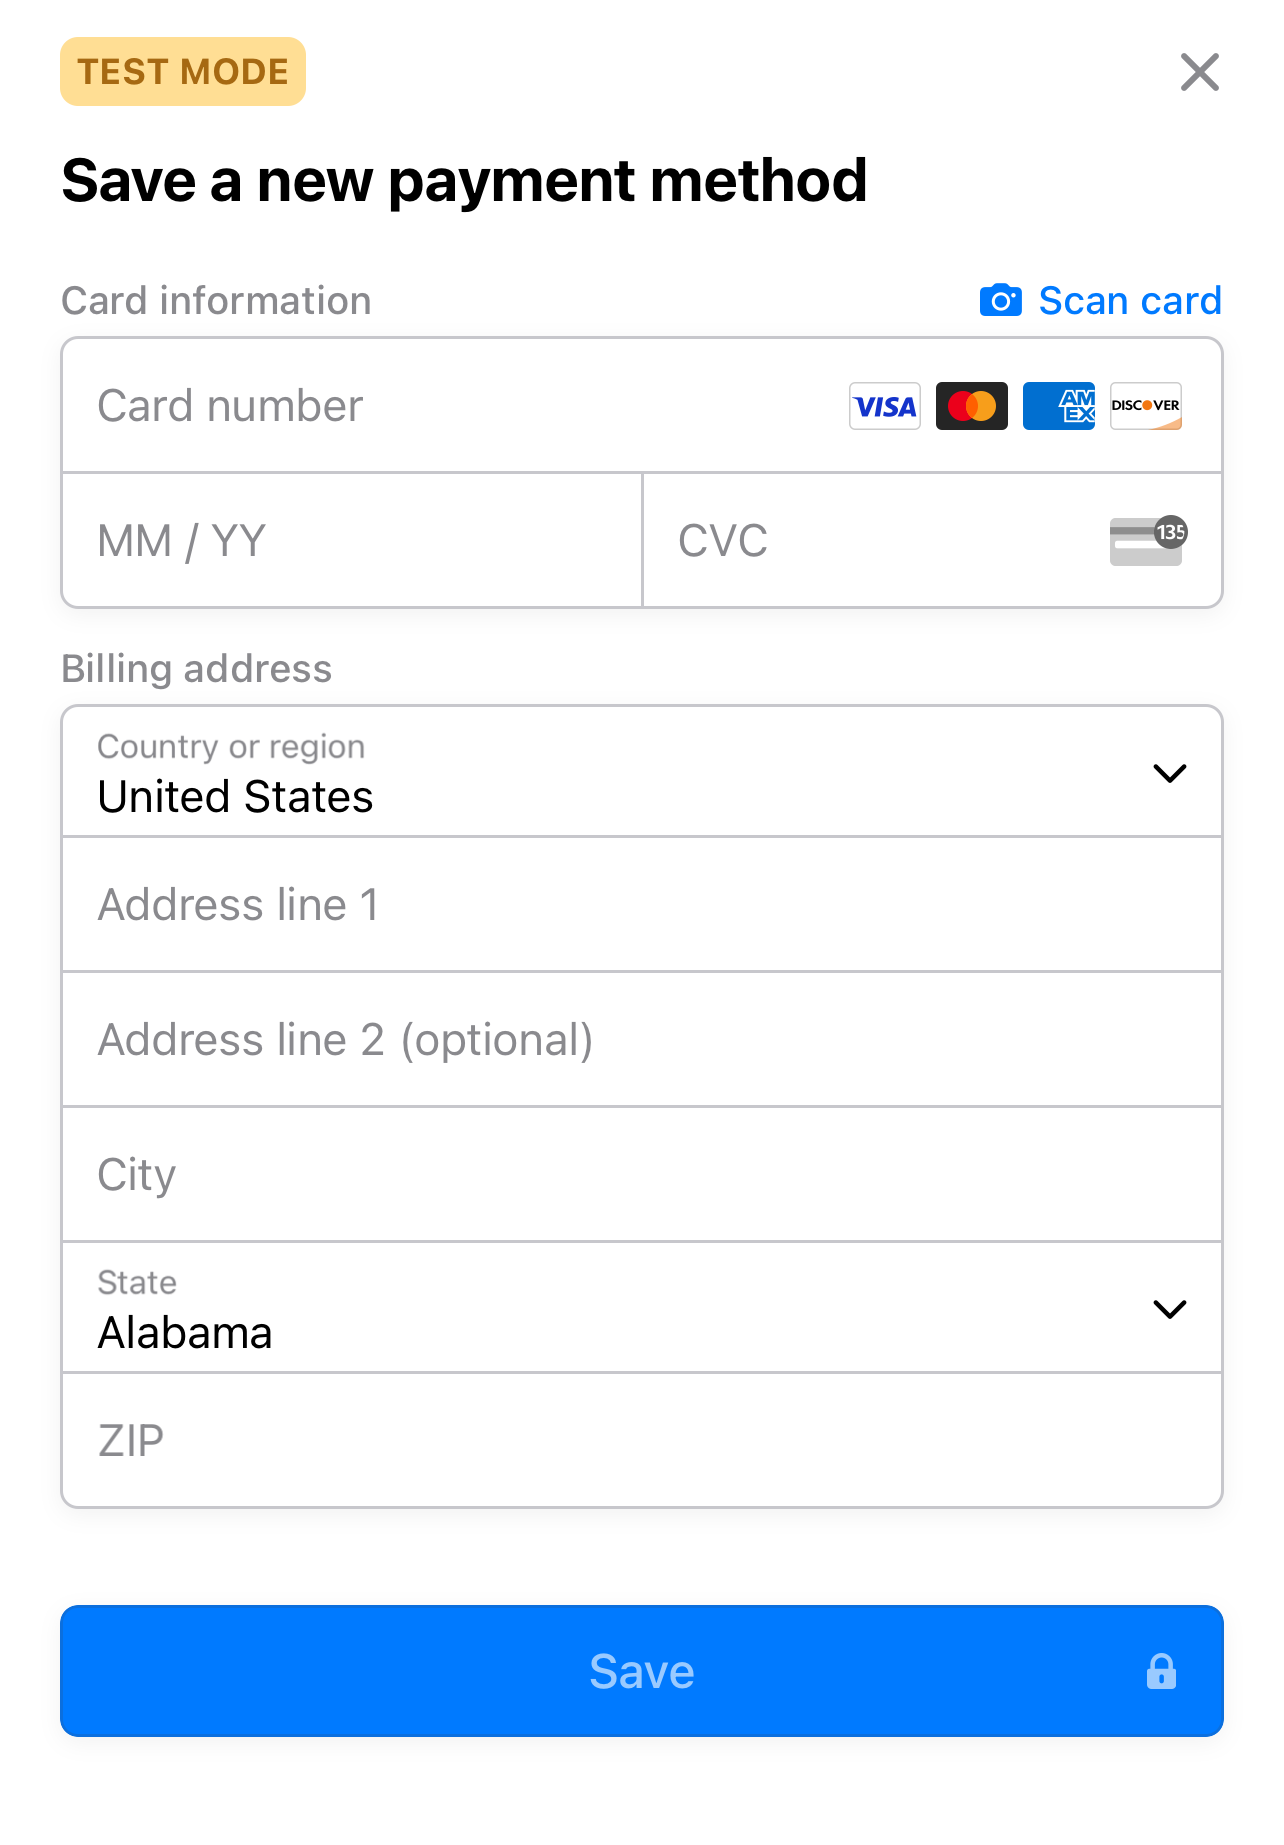 TEST MODE
Save a new payment method
Card information
Scan card
Card number
VISA
AM
EX
DISCOVER
MM / YY
CVC
135
Billing address
Country or region
United States
Address line 1
Address line 2 (optional)
City
State
Alabama
ZIP
Save